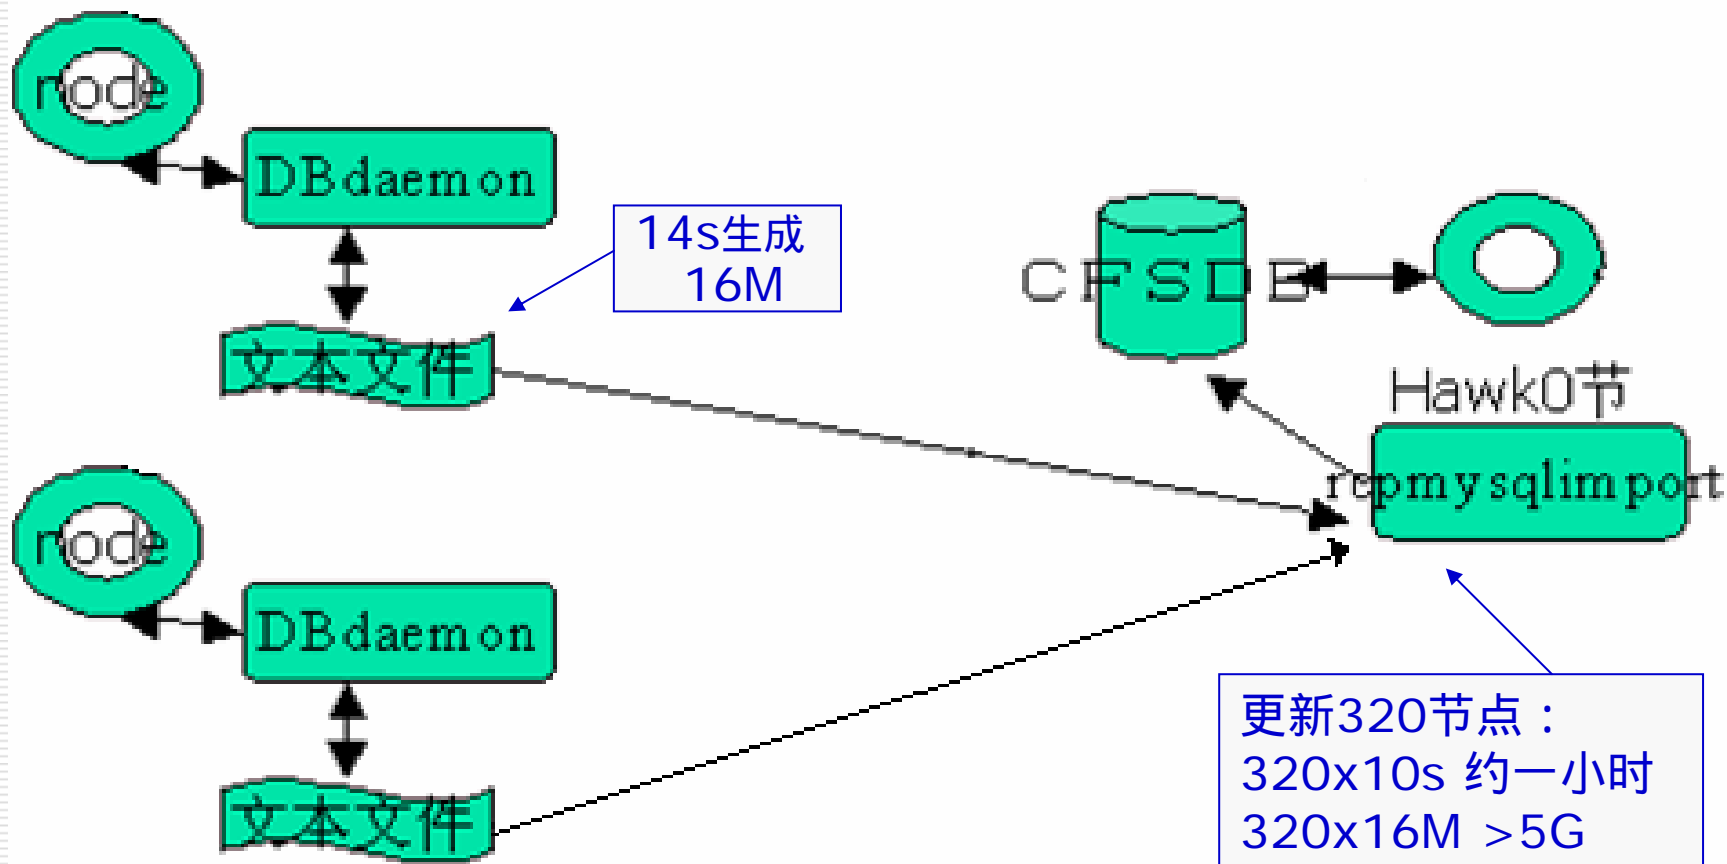 node
DBdaemon
14s生成
16M
文本文件
CFSDB
Hawk0节
rcpmysqlimport
node
DBdaemon
文本文件
更新320节点：
320x10s 约一小时
320x16M >5G